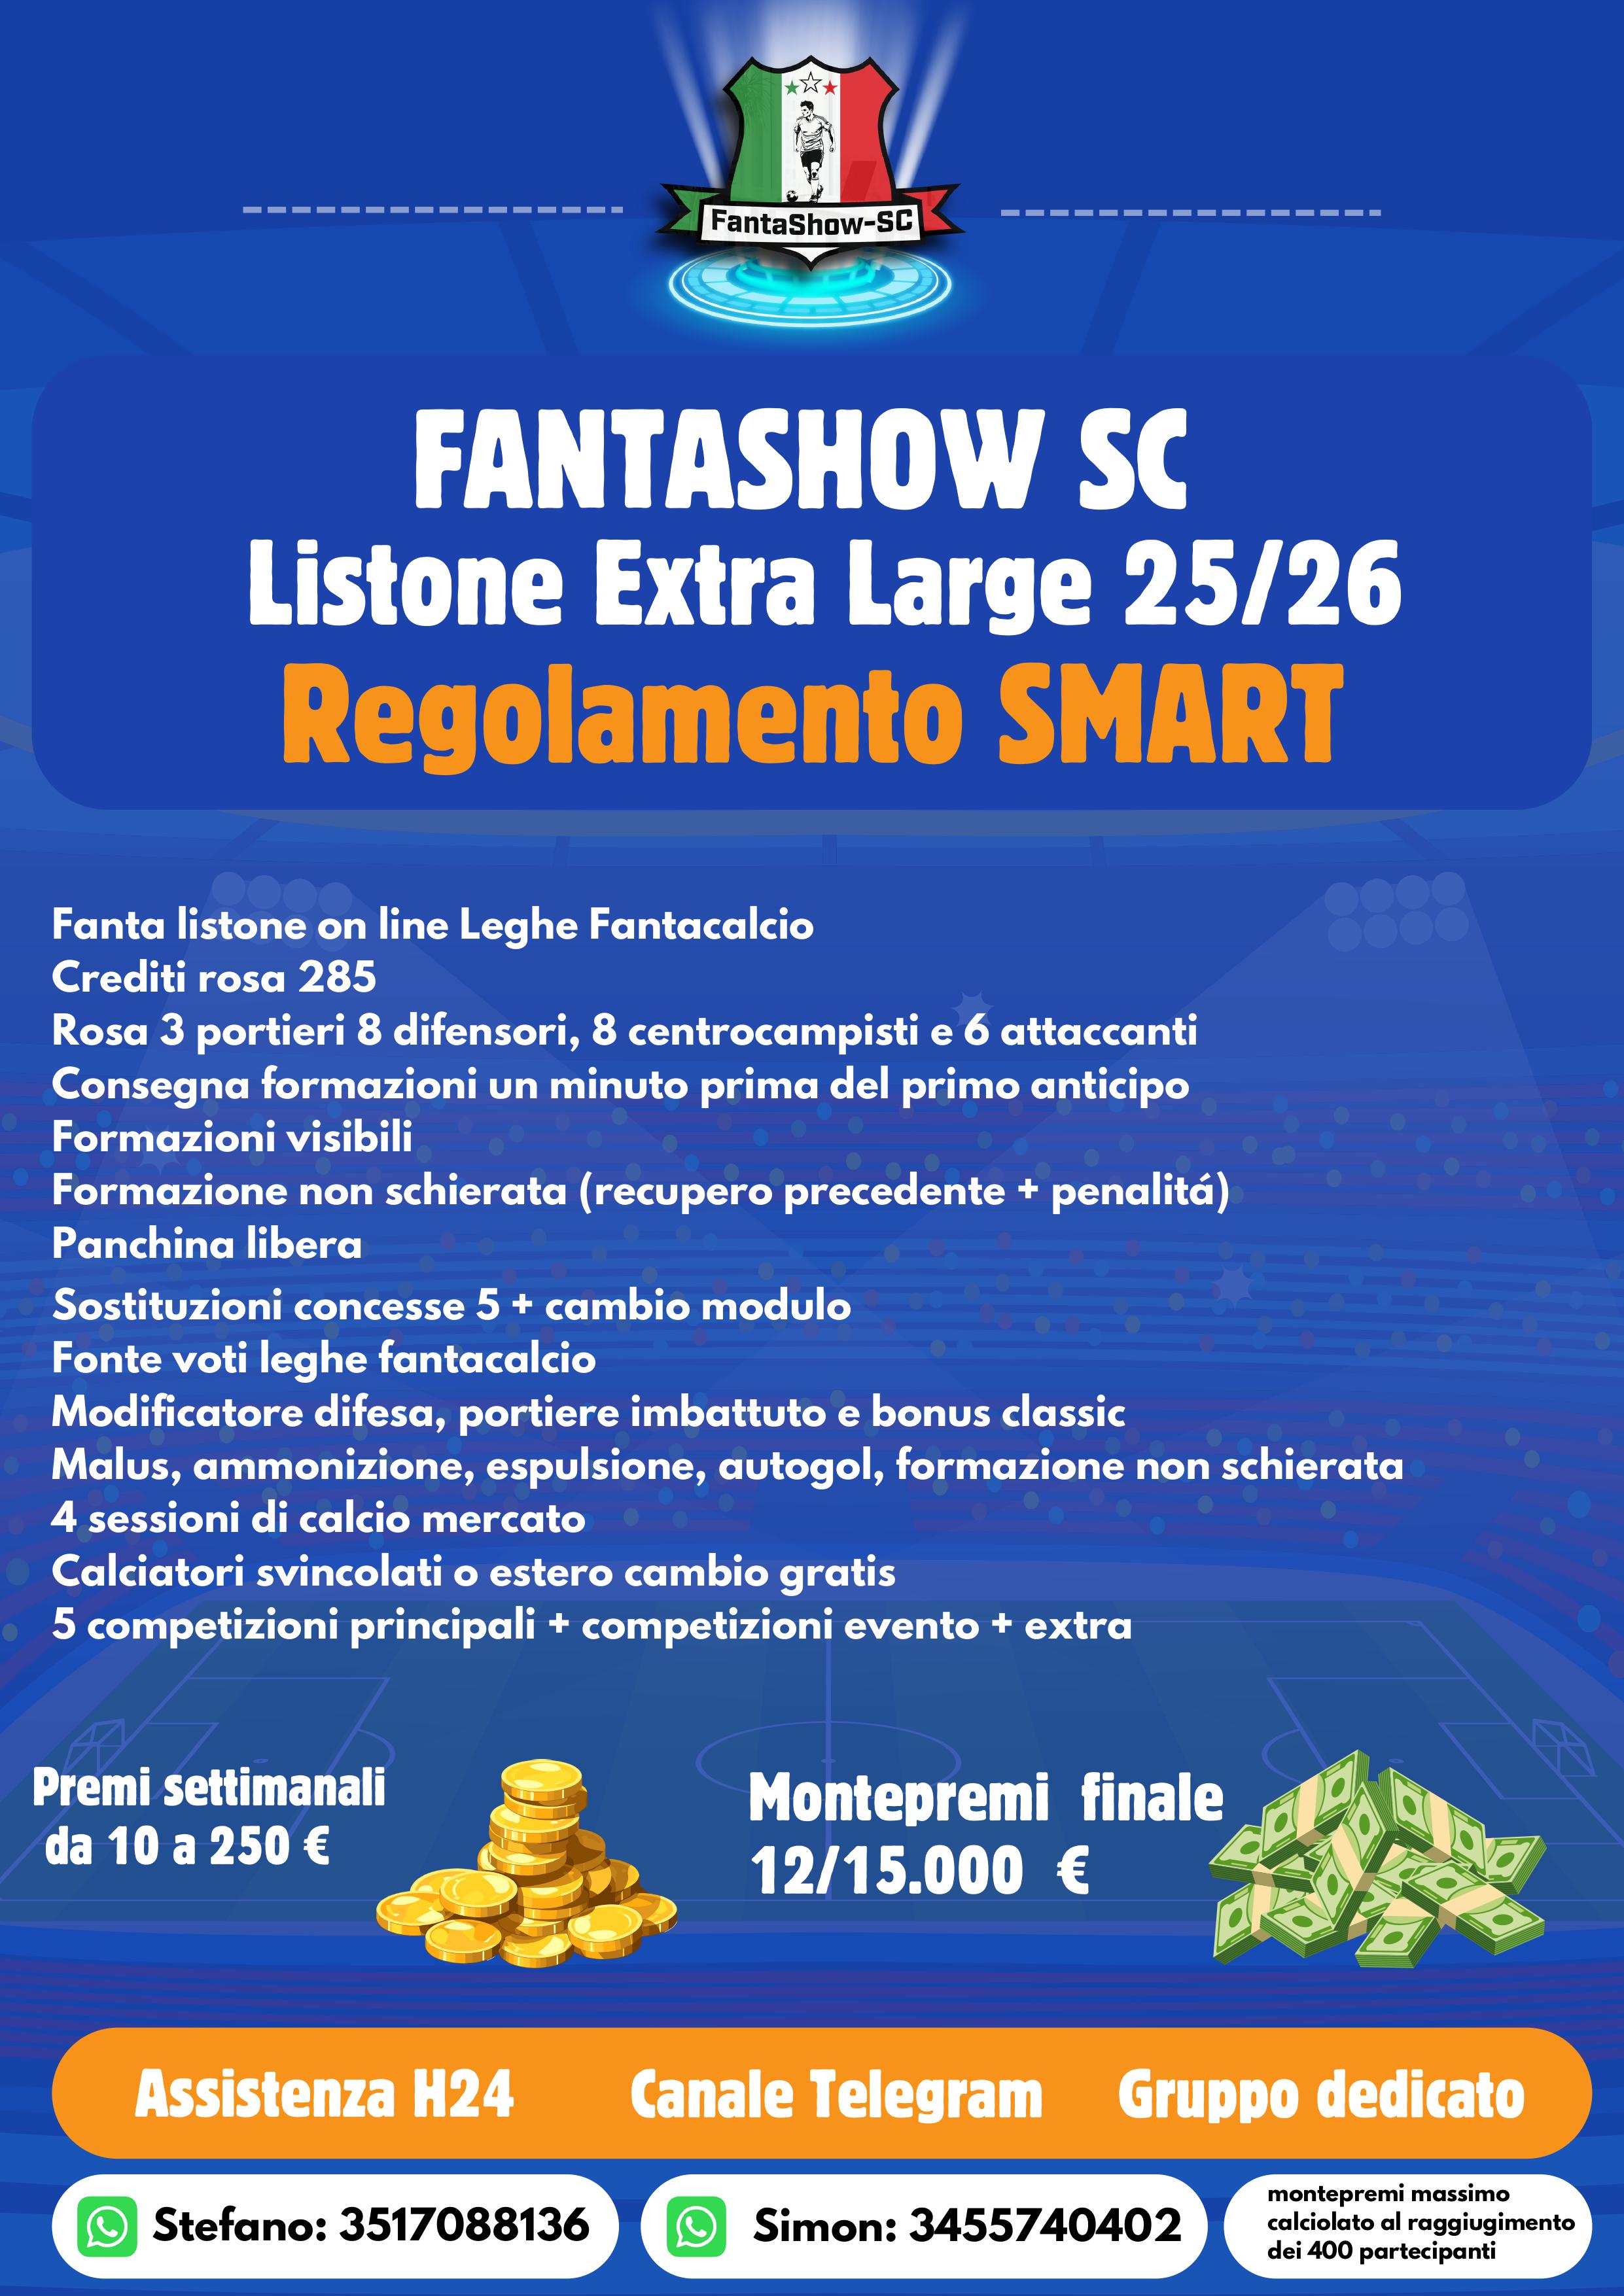 FantaShow-SC
FANTASHOW SC
Listone Extra Large 25/26
Regolamento SMART
Fanta listone on line Leghe Fantacalcio
Crediti rosa 285
Rosa 3 portieri 8 difensori, 8 centrocampisti e 6 attaccanti
Consegna formazioni un minuto prima del primo anticipo
Formazioni visibili
Formazione non schierata (recupero precedente + penalitá)
Panchina libera
Sostituzioni concesse 5 + cambio modulo
Fonte voti leghe fantacalcio
Modificatore difesa, portiere imbattuto e bonus classic
Malus, ammonizione, espulsione, autogol, formazione non schierata
4 sessioni di calcio mercato
Calciatori svincolati o estero cambio gratis
5 competizioni principali + competizioni evento + extra
Premi settimanali
da 10 a 250 €
Montepremi finale
12/15.000 €
Assistenza H24 Canale Telegram Gruppo dedicato
Stefano: 3517088136
Simon: 3455740402
montepremi massimo
calciolato al raggiugimento
dei 400 partecipanti